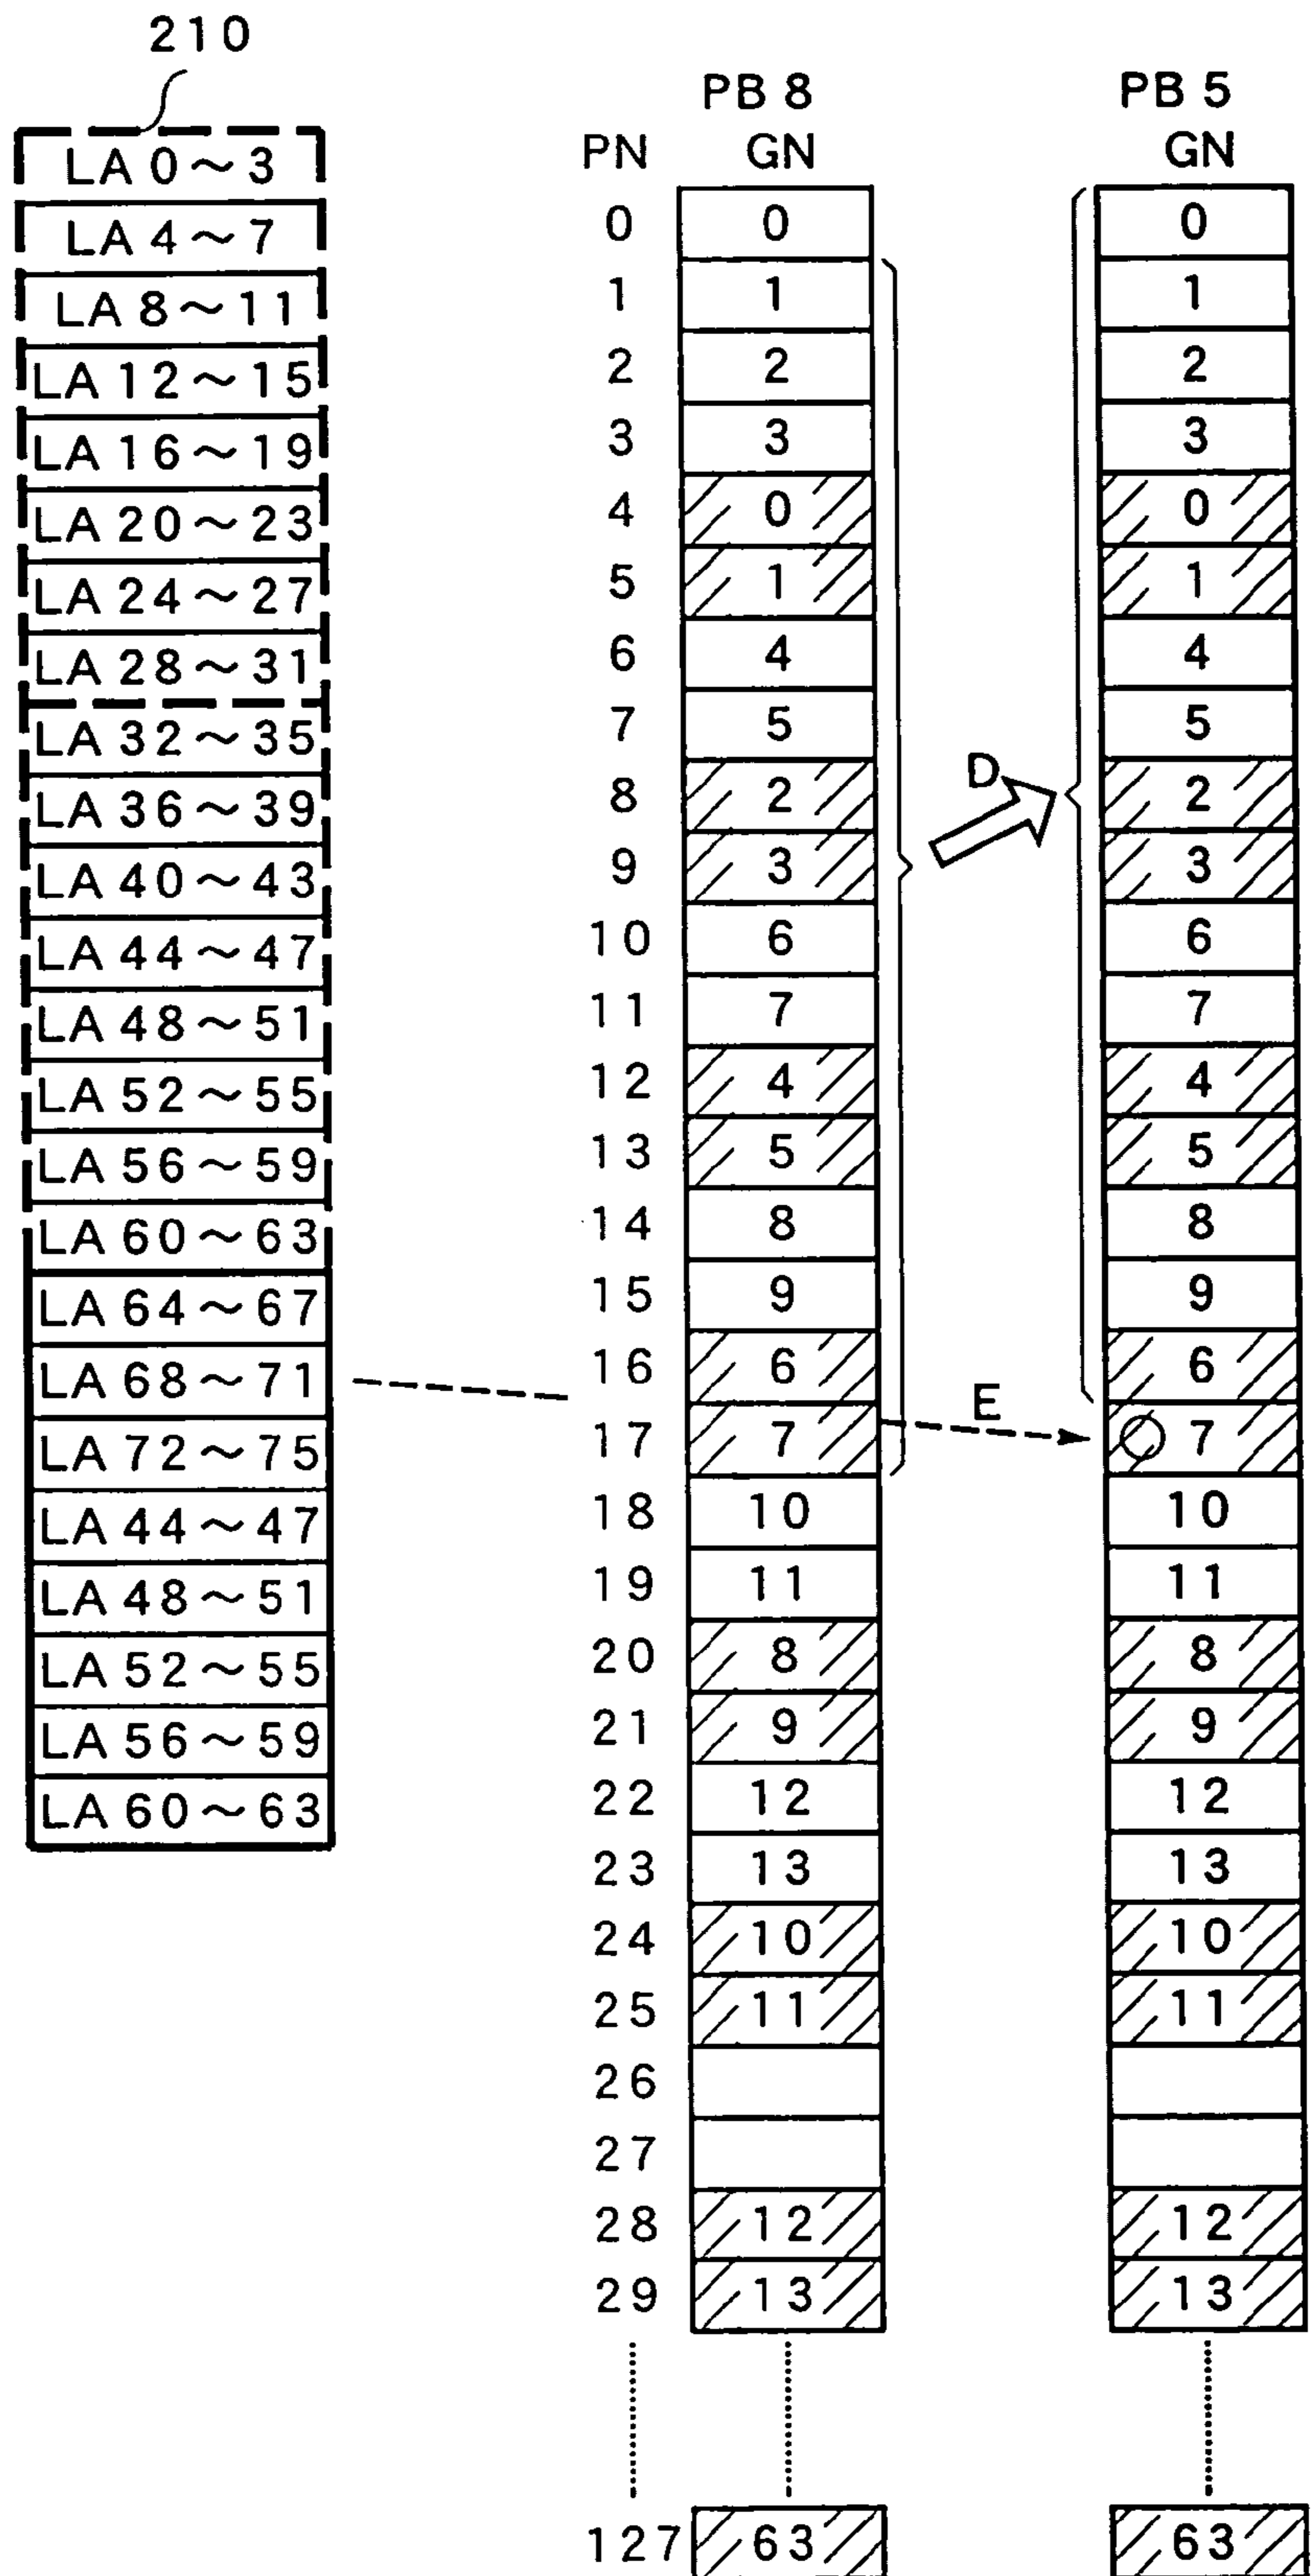 210
LA 0～3
LA 4～7
LA 8～11
LA 12～15
LA 16～19
LA 20～23
LA 24～27
LA 28～31
LA 32～35
LA 36～39
LA 40～43
LA 44～47
LA 48～51
LA 52～55
LA 56～59
LA 60～63
LA 64～67
LA 68～71
LA 72～75
LA 44～47
LA 48～51
LA 52～55
LA 56～59
LA 60～63
PB 8 PB 5
PN GN GN
0 0 0
1 1 1
2 2 2
3 3 3
4 0 0
5 1 1
6 4 4
7 5 5
8 2 2
D
9 3 3
10 6 6
11 7 7
12 4 4
13 5 5
14 8 8
15 9 9
16 6 6
E
17 7 7
18 10 10
19 11 11
20 8 8
21 9 9
22 12 12
23 13 13
24 10 10
25 11 11
26
27
28 12 12
29 13 13
127 63 63